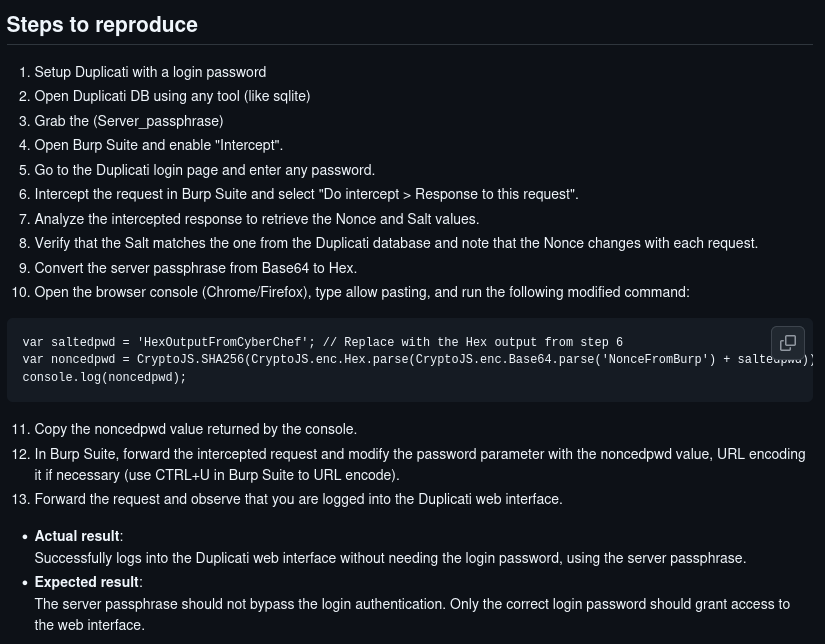 Steps to reproduce
1. Setup Duplicati with a login password
2. Open Duplicati DB using any tool (like sqlite)
3. Grab the (Server_passphrase)
4. Open Burp Suite and enable "Intercept".
5. Go to the Duplicati login page and enter any password.
6. Intercept the request in Burp Suite and select "Do intercept > Response to this request".
7. Analyze the intercepted response to retrieve the Nonce and Salt values.
8. Verify that the Salt matches the one from the Duplicati database and note that the Nonce changes with each request.
9. Convert the server passphrase from Base64 to Hex.
10. Open the browser console (Chrome/Firefox), type allow pasting, and run the following modified command:
var saltedpwd = 'HexOutputFromCyberChef'; // Replace with the Hex output from step 6
var noncedpwd = CryptoJS.SHA256(CryptoJS.enc.Hex.parse(CryptoJS.enc.Base64.parse('NonceFromBurp') + saltedpwd))
console.log(noncedpwd);
11. Copy the noncedpwd value returned by the console.
12. In Burp Suite, forward the intercepted request and modify the password parameter with the noncedpwd value, URL encoding
it if necessary (use CTRL+U in Burp Suite to URL encode).
13. Forward the request and observe that you are logged into the Duplicati web interface.
• Actual result:
Successfully logs into the Duplicati web interface without needing the login password, using the server passphrase.
• Expected result:
The server passphrase should not bypass the login authentication. Only the correct login password should grant access to
the web interface.